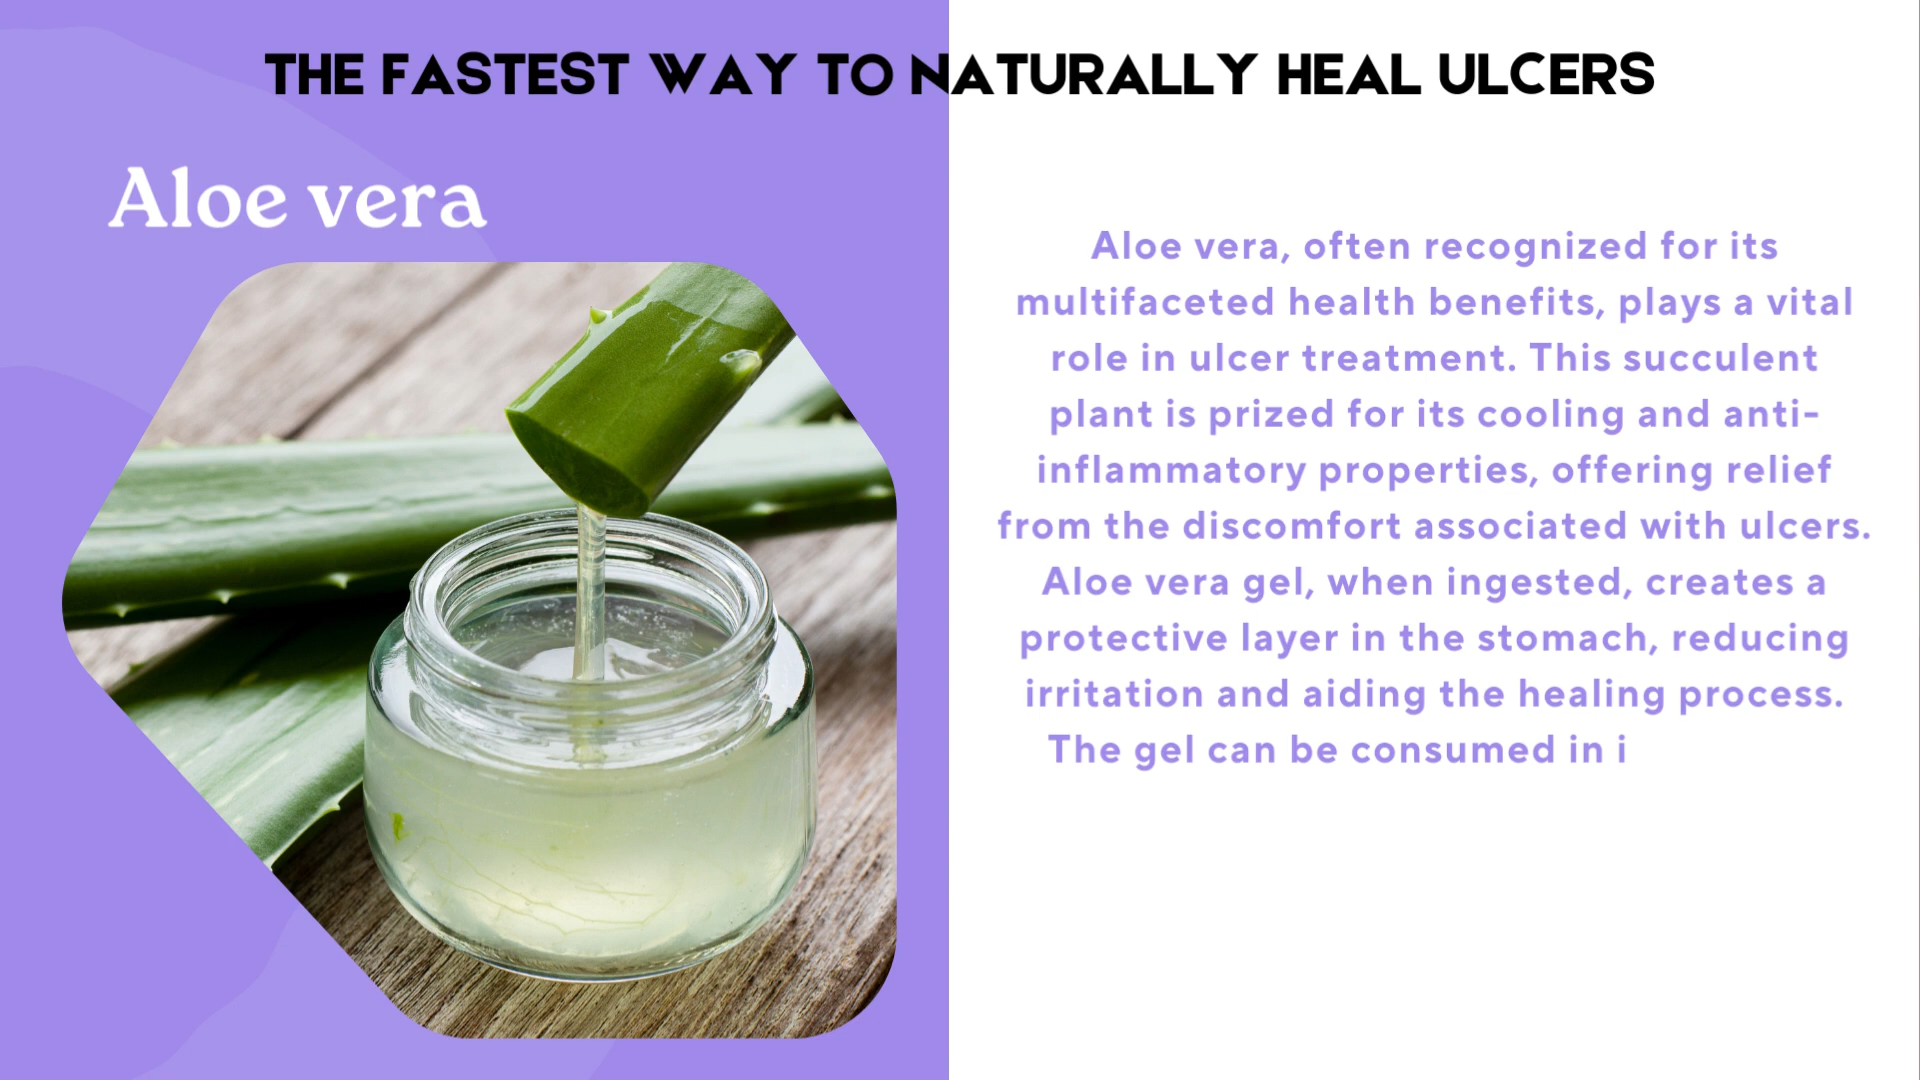 THE FASTEST WAY TO NATURALLY HEAL ULCERS
Aloe vera
Aloe vera, often recognized for its
multifaceted health benefits, plays a vital
role in ulcer treatment. This succulent
plant is prized for its cooling and anti-
inflammatory properties, offering relief
from the discomfort associated with ulcers.
Aloe vera gel, when ingested, creates a
protective layer in the stomach, reducing
irritation and aiding the healing process.
The gel can be consumed in i